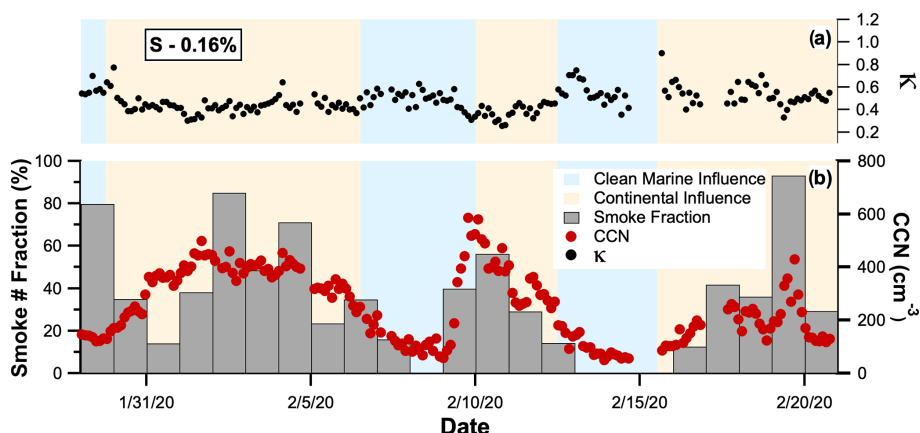 S - 0.16%
(a)
1.2
1.0
0.8
0.6
0.4
0.2
κ
(b)
100
80
60
40
20
0
Smoke # Fraction (%)
Clean Marine Influence
Continental Influence
Smoke Fraction
CCN
κ
800
600
400
200
0
CCN (cm⁻³)
1/31/20
2/5/20
2/10/20
2/15/20
2/20/20
Date